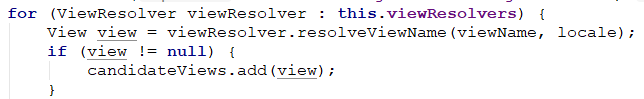 for (ViewResolver viewResolver : this.viewResolvers) {
    View view = viewResolver.resolveViewName(viewName, locale);
    if (view != null) {
        candidateViews.add(view);
    }